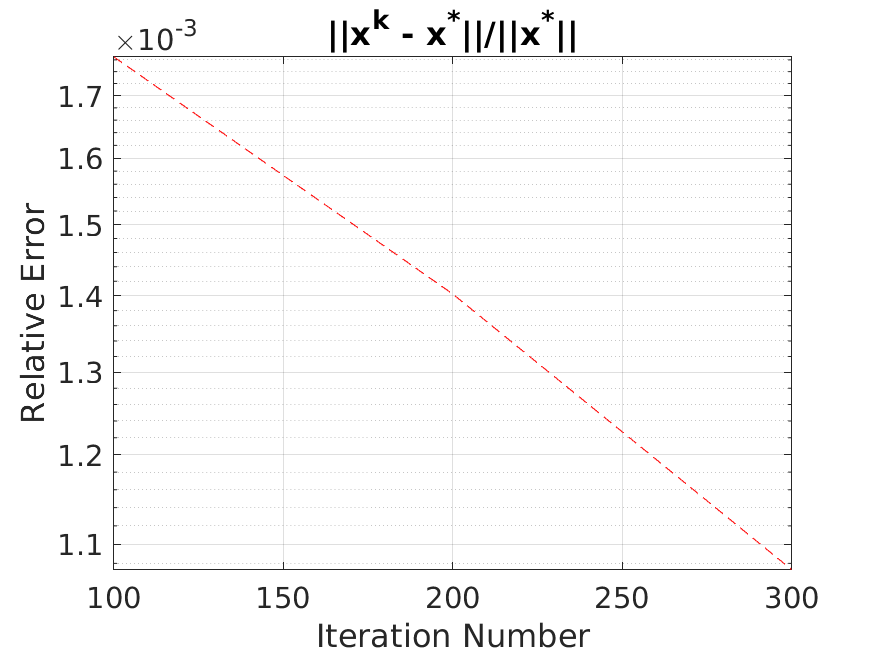 ||x^k - x^*||/||x^*||
×10^-3
1.7
1.6
1.5
1.4
1.3
1.2
1.1
Relative Error
100 150 200 250 300
Iteration Number